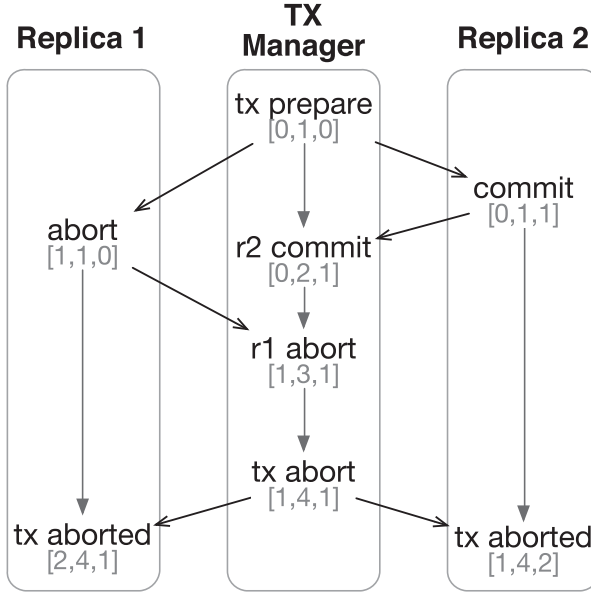 Replica 1
TX
Manager
Replica 2
tx prepare
[0,1,0]
commit
[0,1,1]
abort
[1,1,0]
r2 commit
[0,2,1]
r1 abort
[1,3,1]
tx abort
[1,4,1]
tx aborted
[2,4,1]
tx aborted
[1,4,2]